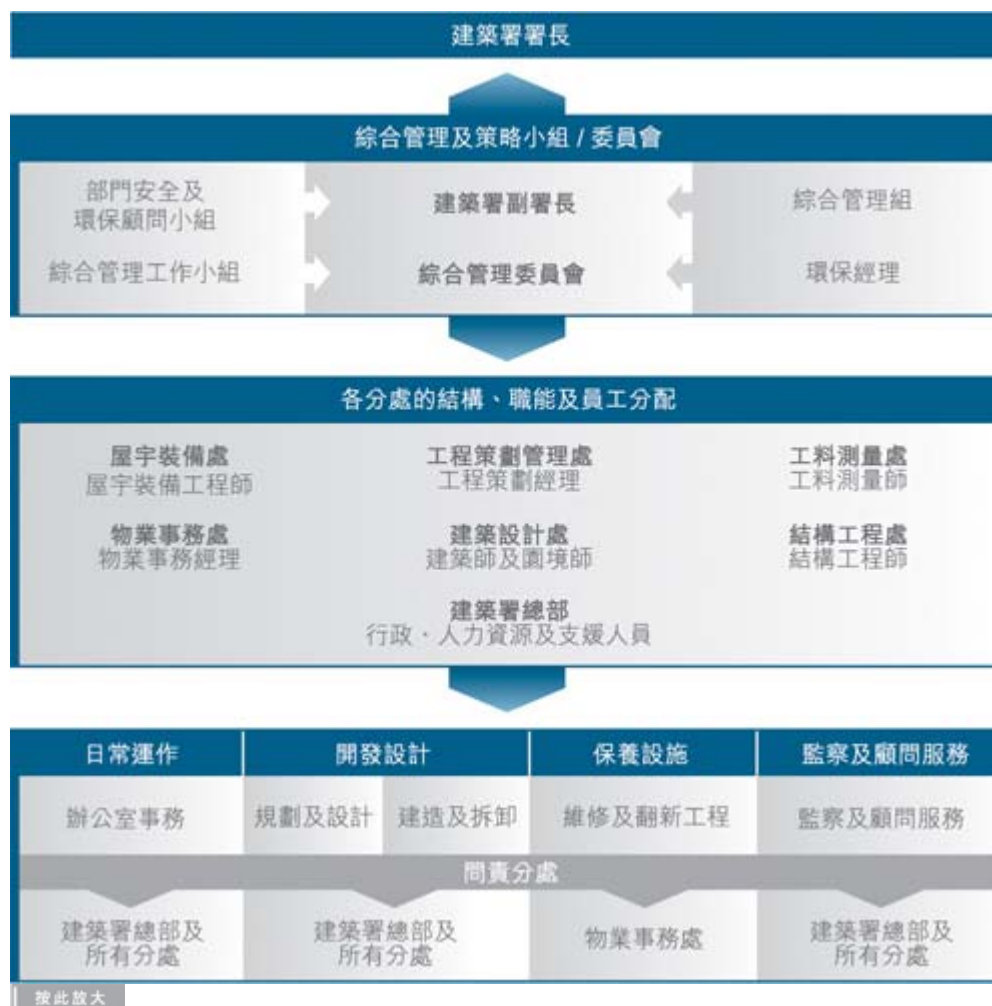 建築署署長
綜合管理及策略小組 / 委員會
部門安全及
環保顧問小組
建築署副署長
綜合管理組
綜合管理工作小組
綜合管理委員會
環保經理
各分處的結構、職能及員工分配
屋宇裝備處
屋宇裝備工程師
工程策劃管理處
工程策劃經理
工料測量處
工料測量師
物業事務處
物業事務經理
建築設計處
建築師及園境師
結構工程處
結構工程師
建築署總部
行政、人力資源及支援人員
日常運作
開發設計
保養設施
監察及顧問服務
辦公室事務
規劃及設計
建造及拆卸
維修及翻新工程
監察及顧問服務
問責分處
建築署總部及
所有分處
建築署總部及
所有分處
物業事務處
建築署總部及
所有分處
按此放大